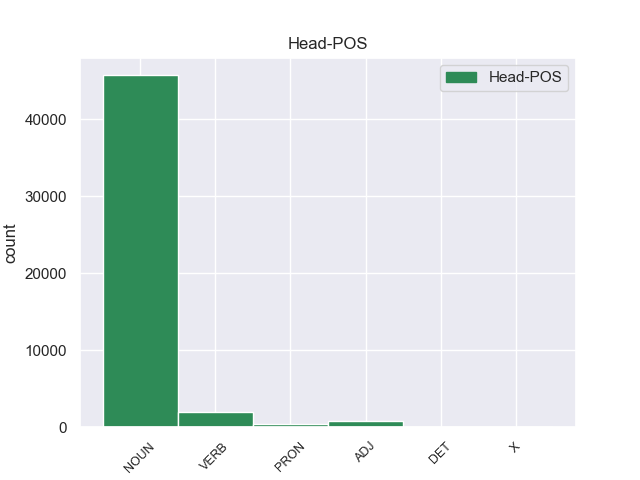 Head-POS
Head-POS
count
40000
30000
20000
10000
0
NOUN
VERB
PRON
ADJ
DET
X